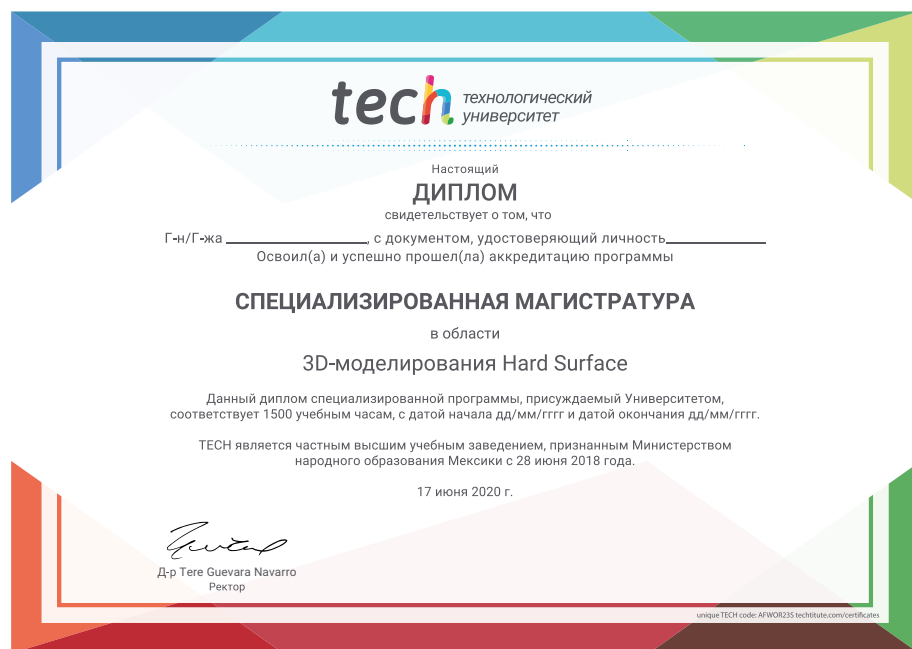 tech технологический
университет
Настоящий
ДИПЛОМ
свидетельствует о том, что
Г-н/Г-жа ____________, с документом, удостоверяющий личность____________
Освоил(а) и успешно прошел(ла) аккредитацию программы
СПЕЦИАЛИЗИРОВАННАЯ МАГИСТРАТУРА
в области
3D-моделирования Hard Surface
Данный диплом специализированной программы, присуждаемый Университетом,
соответствует 1500 учебным часам, с датой начала дд/мм/гггг и датой окончания дд/мм/гггг.
TECH является частным высшим учебным заведением, признанным Министерством
народного образования Мексики с 28 июня 2018 года.
17 июня 2020 г.
Д-р Tere Guevara Navarro
Ректор
unique TECH code: AFWOR23S techtitute.com/certificates